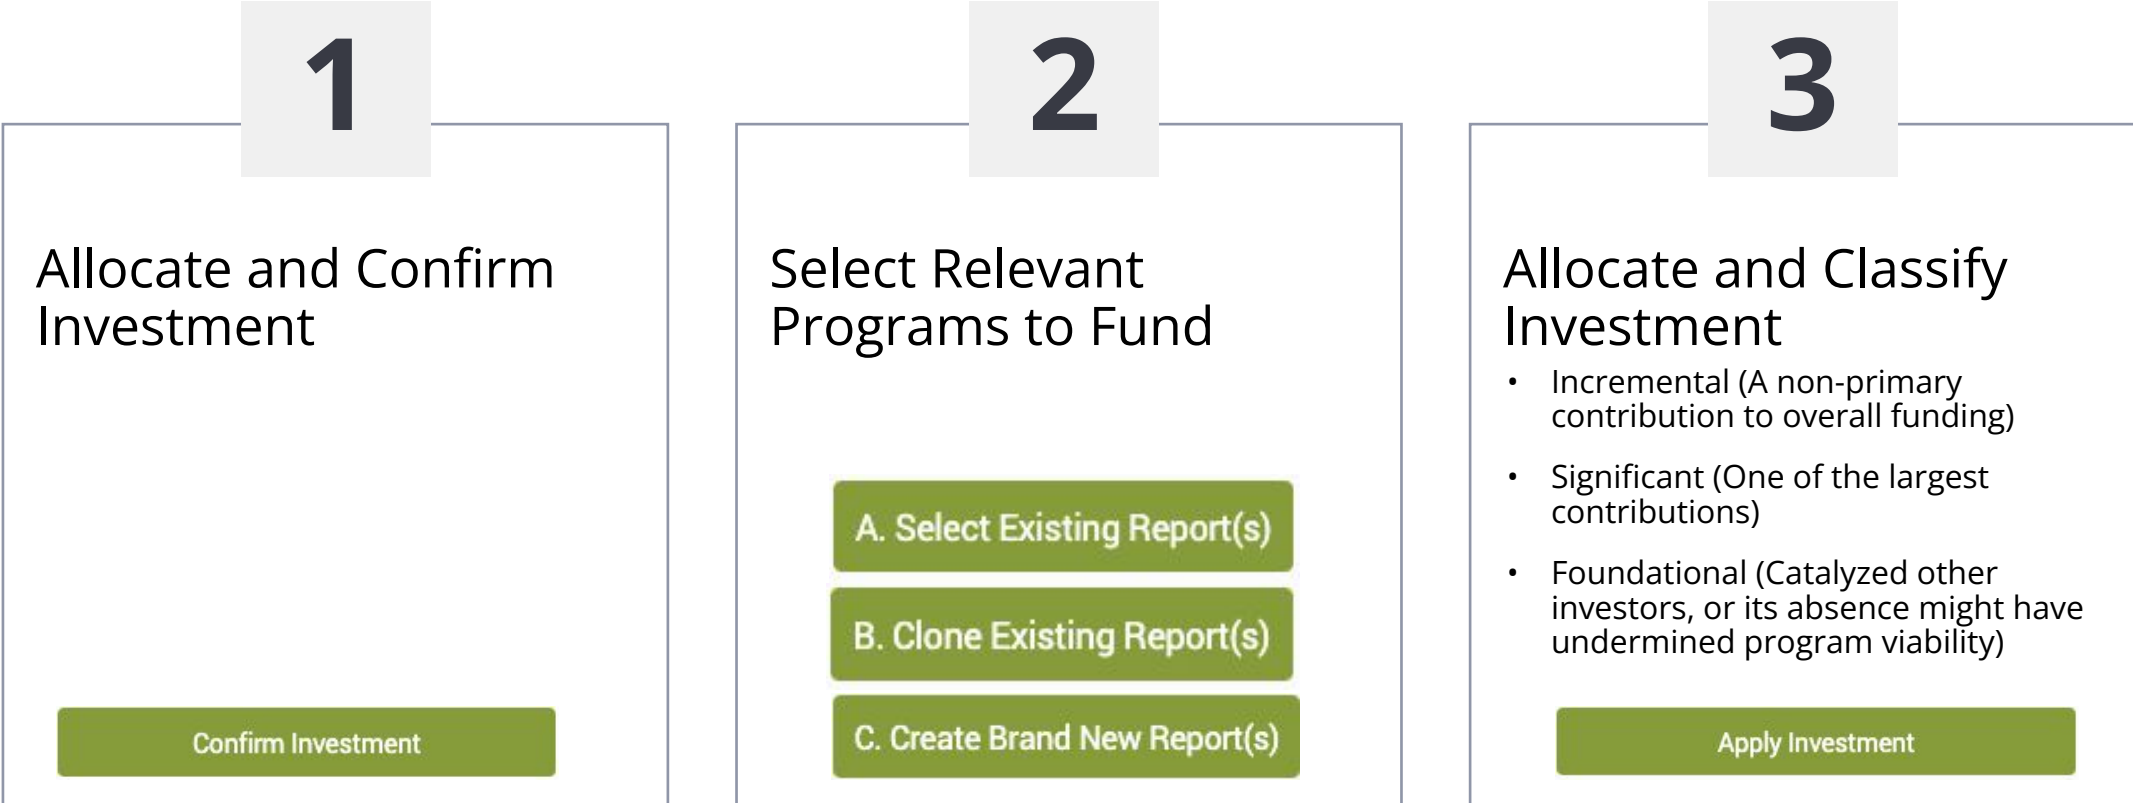 1
Allocate and Confirm
Investment
Confirm Investment
2
Select Relevant
Programs to Fund
A. Select Existing Report(s)
B. Clone Existing Report(s)
C. Create Brand New Report(s)
3
Allocate and Classify
Investment
• Incremental (A non-primary
contribution to overall funding)
• Significant (One of the largest
contributions)
• Foundational (Catalyzed other
investors, or its absence might have
undermined program viability)
Apply Investment